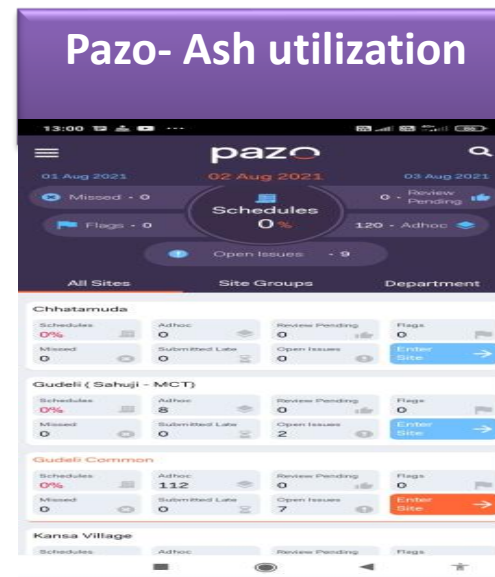 Pazo- Ash utilization
13:00
pazo
01 Aug 2021 02 Aug 2021 03 Aug 2021
Missed - 0
Schedules
0%
0 - Review Pending
Flags - 0
120 - Adhoc
Open Issues - 9
All Sites Site Groups Department
Chhatamuda
Schedules Adhoc Review Pending Flags
0% 0 0 0
Missed Submitted Late Open Issues Enter Site
0 0 0
Gudeli ( Sahuji - MCT)
Schedules Adhoc Review Pending Flags
0% 8 0 0
Missed Submitted Late Open Issues Enter Site
0 0 2
Gudeli Common
Schedules Adhoc Review Pending Flags
0% 112 0 0
Missed Submitted Late Open Issues Enter Site
0 0 7
Kansa Village
Schedules Adhoc Review Pending Flags